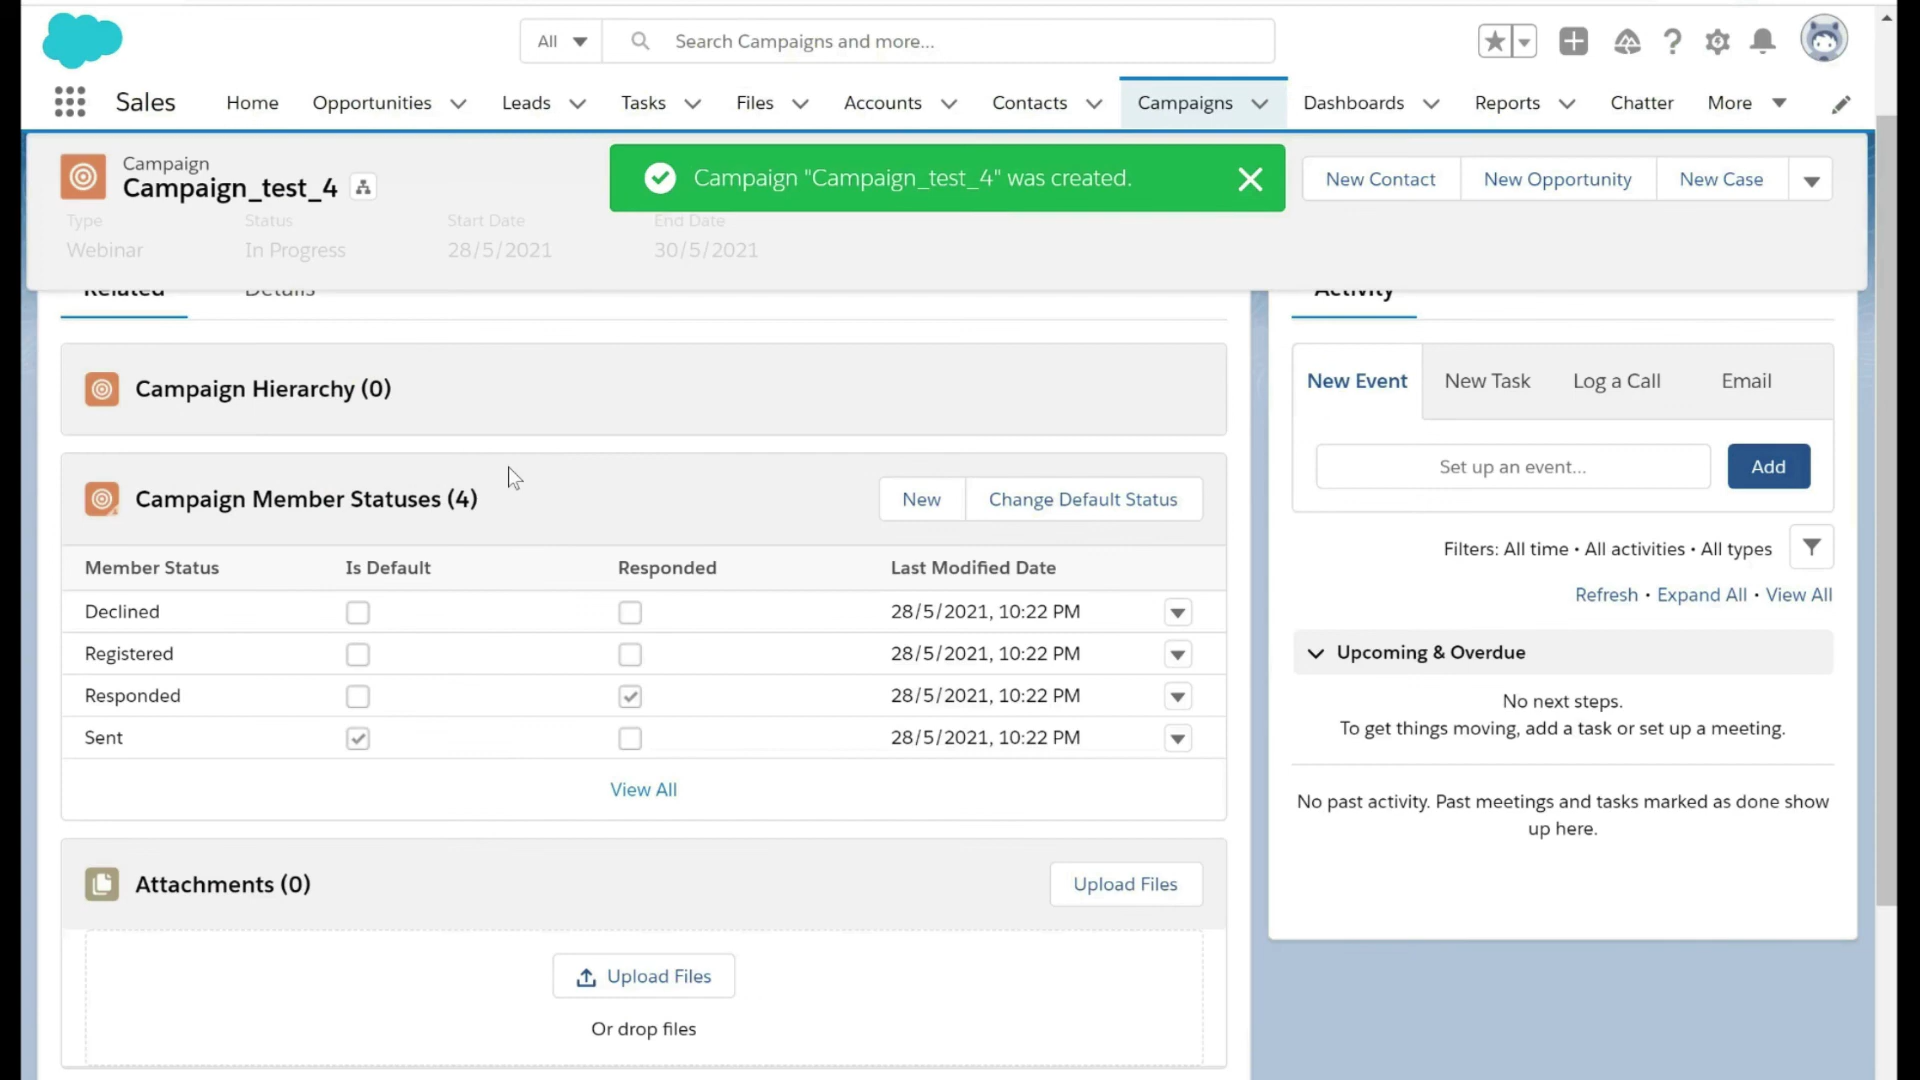 All
Search Campaigns and more...
Sales Home Opportunities Leads Tasks Files Accounts Contacts Campaigns Dashboards Reports Chatter More
Campaign
Campaign_test_4
Campaign "Campaign_test_4" was created.
New Contact New Opportunity New Case
Type Status Start Date End Date
Webinar In Progress 28/5/2021 30/5/2021
Related Details
Activity
Campaign Hierarchy (0)
Campaign Member Statuses (4)
New Change Default Status
Member Status Is Default Responded Last Modified Date
Declined 28/5/2021, 10:22 PM
Registered 28/5/2021, 10:22 PM
Responded 28/5/2021, 10:22 PM
Sent 28/5/2021, 10:22 PM
View All
Attachments (0)
Upload Files
Upload Files
Or drop files
New Event New Task Log a Call Email
Set up an event...
Add
Filters: All time • All activities • All types
Refresh • Expand All • View All
Upcoming & Overdue
No next steps.
To get things moving, add a task or set up a meeting.
No past activity. Past meetings and tasks marked as done show
up here.